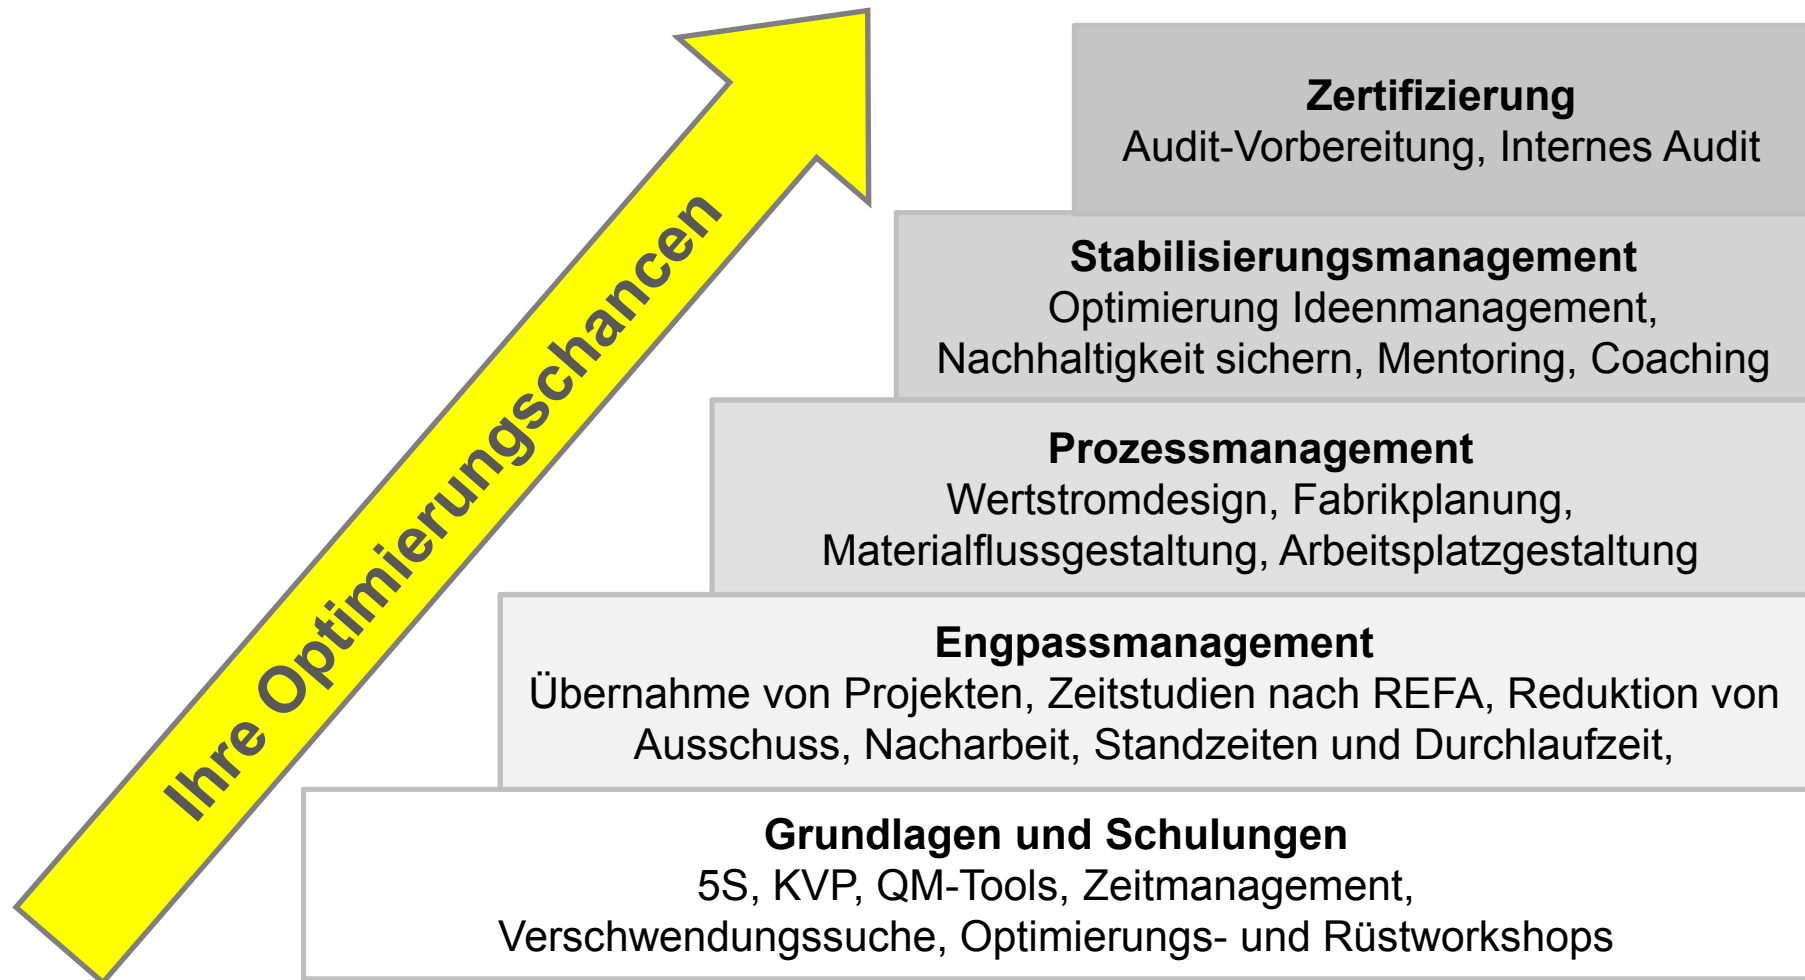 Ihre Optimierungschancen
Zertifizierung
Audit-Vorbereitung, Internes Audit
Stabilisierungsmanagement
Optimierung Ideenmanagement,
Nachhaltigkeit sichern, Mentoring, Coaching
Prozessmanagement
Wertstromdesign, Fabrikplanung,
Materialflussgestaltung, Arbeitsplatzgestaltung
Engpassmanagement
Übernahme von Projekten, Zeitstudien nach REFA, Reduktion von
Ausschuss, Nacharbeit, Standzeiten und Durchlaufzeit,
Grundlagen und Schulungen
5S, KVP, QM-Tools, Zeitmanagement,
Verschwendungssuche, Optimierungs- und Rüstworkshops